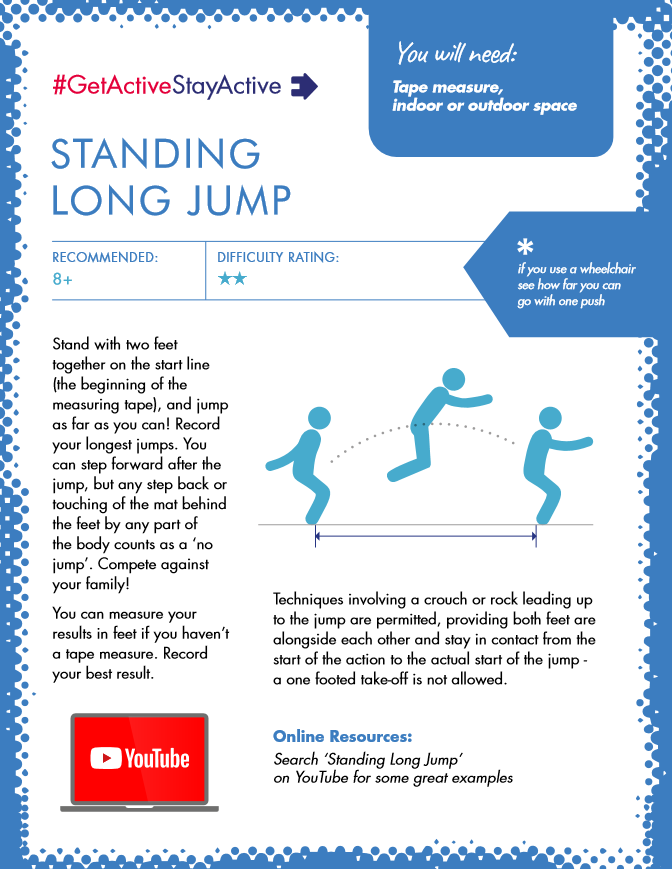 You will need:
Tape measure,
indoor or outdoor space
#GetActiveStayActive
STANDING
LONG JUMP
RECOMMENDED:
8+
DIFFICULTY RATING:
★★
*
if you use a wheelchair
see how far you can
go with one push
Stand with two feet
together on the start line
(the beginning of the
measuring tape), and jump
as far as you can! Record
your longest jumps. You
can step forward after the
jump, but any step back or
touching of the mat behind
the feet by any part of
the body counts as a ‘no
jump’. Compete against
your family!
You can measure your
results in feet if you haven’t
a tape measure. Record
your best result.
Techniques involving a crouch or rock leading up
to the jump are permitted, providing both feet are
alongside each other and stay in contact from the
start of the action to the actual start of the jump -
a one footed take-off is not allowed.
YouTube
Online Resources:
Search ‘Standing Long Jump’
on YouTube for some great examples